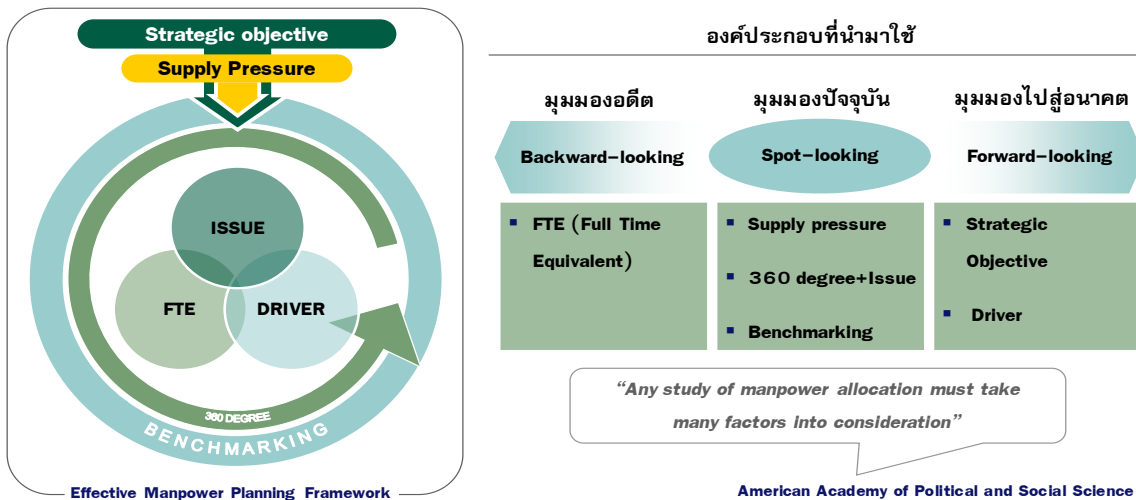 Strategic objective
Supply Pressure
ISSUE
FTE
DRIVER
360 DEGREE
BENCHMARKING
Effective Manpower Planning Framework
องค์ประกอบที่นำมาใช้
มุมมองอดีต
มุมมองปัจจุบัน
มุมมองไปสู่อนาคต
Backward-looking
Spot-looking
Forward-looking
▪ FTE (Full Time
Equivalent)
▪ Supply pressure
▪ 360 degree+Issue
▪ Benchmarking
▪ Strategic
Objective
▪ Driver
“Any study of manpower allocation must take
many factors into consideration”
American Academy of Political and Social Science